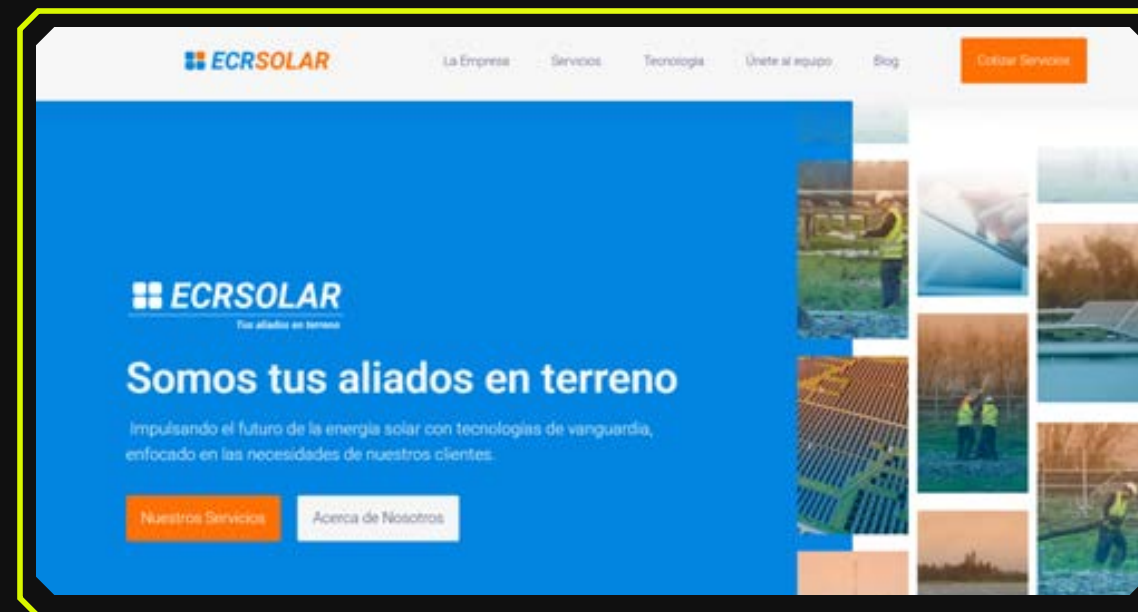 ECRSOLAR
La Empresa
Servicios
Tecnología
Únete al equipo
Blog
Cotizar Servicios
ECRSOLAR
Tus aliados en terreno
Somos tus aliados en terreno
Impulsando el futuro de la energía solar con tecnologías de vanguardia,
enfocado en las necesidades de nuestros clientes.
Nuestros Servicios
Acerca de Nosotros